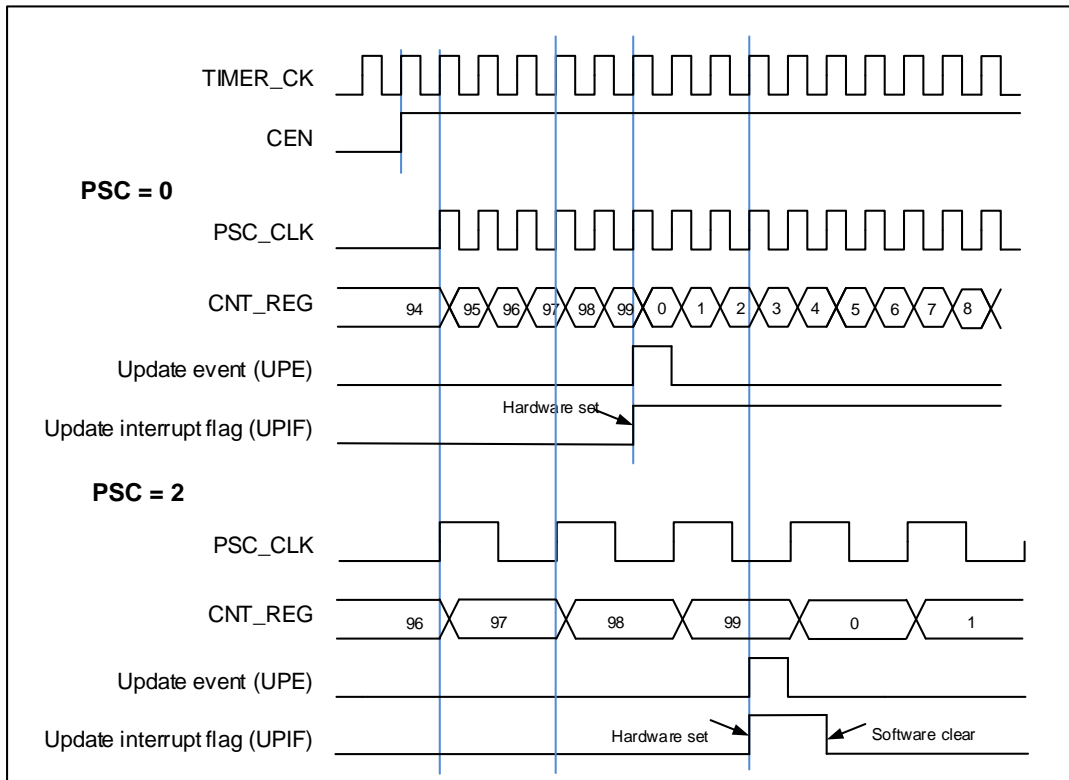 TIMER_CK
CEN
PSC = 0
PSC_CLK
CNT_REG 94 95 96 97 98 99 0 1 2 3 4 5 6 7 8
Update event (UPE)
Hardware set
Update interrupt flag (UPIF)
PSC = 2
PSC_CLK
CNT_REG 96 97 98 99 0 1
Update event (UPE)
Update interrupt flag (UPIF) Hardware set Software clear